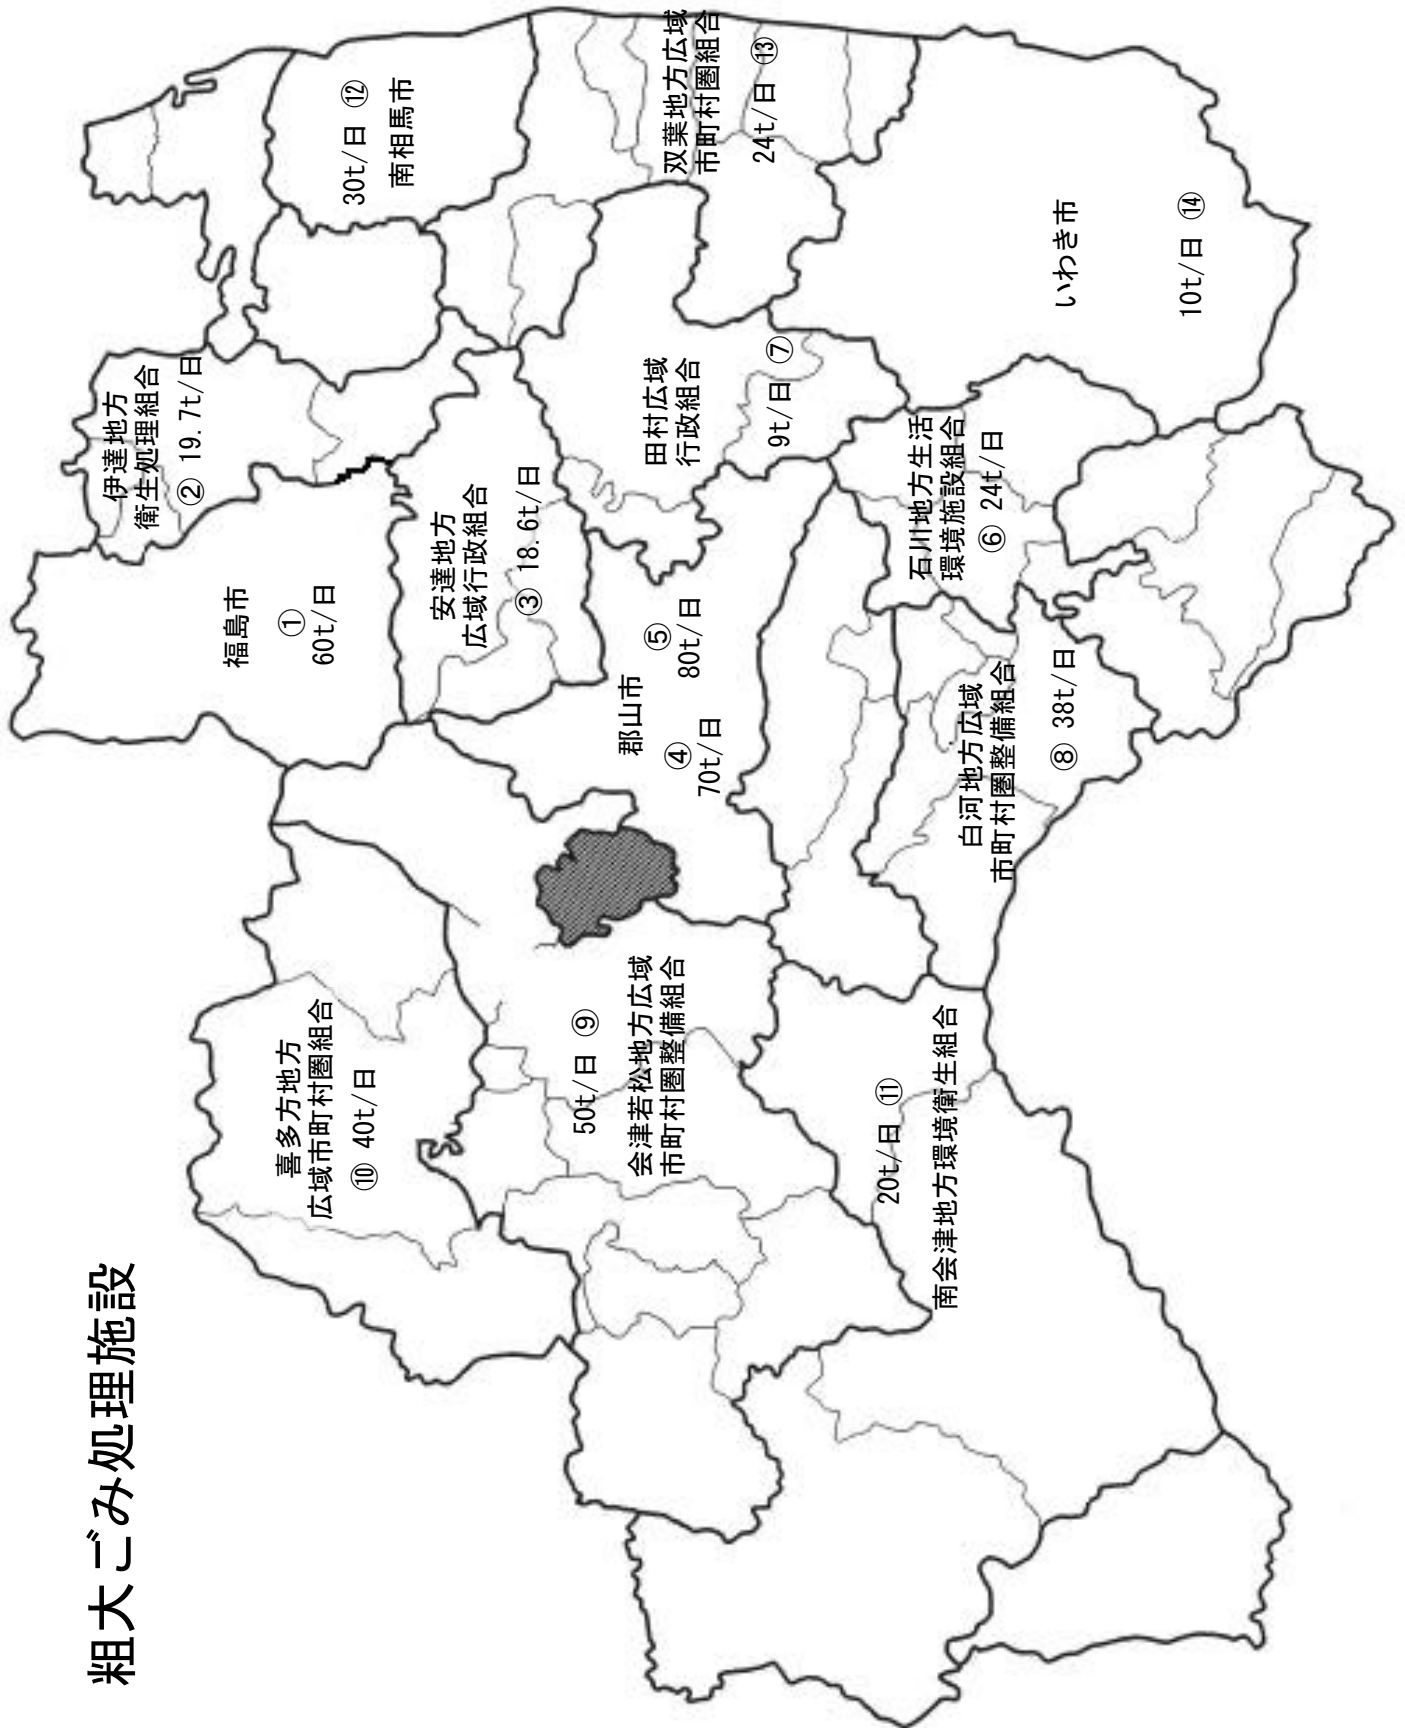 粗大ごみ処理施設
福島市
①
60t/日
伊達地方
衛生処理組合
② 19.7t/日
安達地方
広域行政組合
③ 18.6t/日
郡山市
④
70t/日
⑤
80t/日
石川地方生活
環境施設組合
⑥ 24t/日
田村広域
行政組合
9t/日 ⑦
白河地方広域
市町村圏整備組合
⑧ 38t/日
50t/日 ⑨
会津若松地方広域
市町村圏整備組合
喜多方地方
広域市町村圏組合
⑩ 40t/日
20t/日 ⑪
南会津地方環境衛生組合
30t/日 ⑫
南相馬市
双葉地方広域
市町村圏組合
24t/日 ⑬
いわき市
10t/日 ⑭